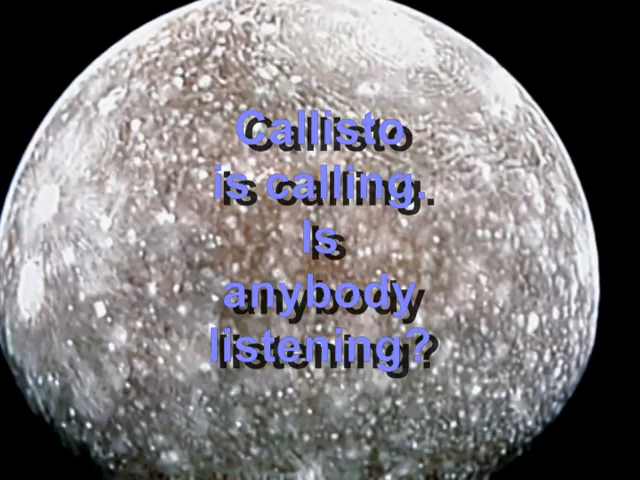 Callisto
is calling.
Is
anybody
listening?